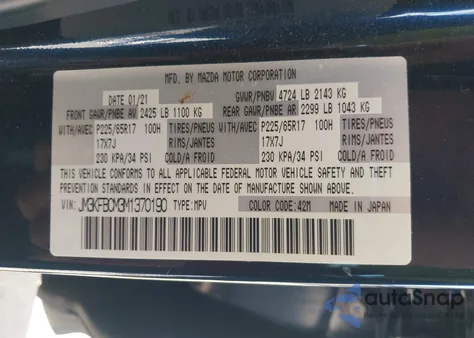 MFD. BY MAZDA MOTOR CORPORATION
DATE 01/21 GVWR/PNBV 4724 LB 2143 KG
FRONT GAWR/PNBE AV 2425 LB 1100 KG REAR GAWR/PNBE AR 2299 LB 1043 KG
WITH/AVEC P225/65R17 100H TIRES/PNEUS WITH/AVEC P225/65R17 100H TIRES/PNEUS
17X7J RIMS/JANTES 17X7J RIMS/JANTES
230 KPA/34 PSI COLD/A FROID 230 KPA/34 PSI COLD/A FROID
THIS VEHICLE CONFORMS TO ALL APPLICABLE FEDERAL MOTOR VEHICLE SAFETY AND THEFT
PREVENTION STANDARDS IN EFFECT ON THE DATE OF MANUFACTURE SHOWN ABOVE.
VIN: JM3KFBCM3M1370190 TYPE: MPV COLOR CODE: 42M MADE IN JAPAN
autoSnap